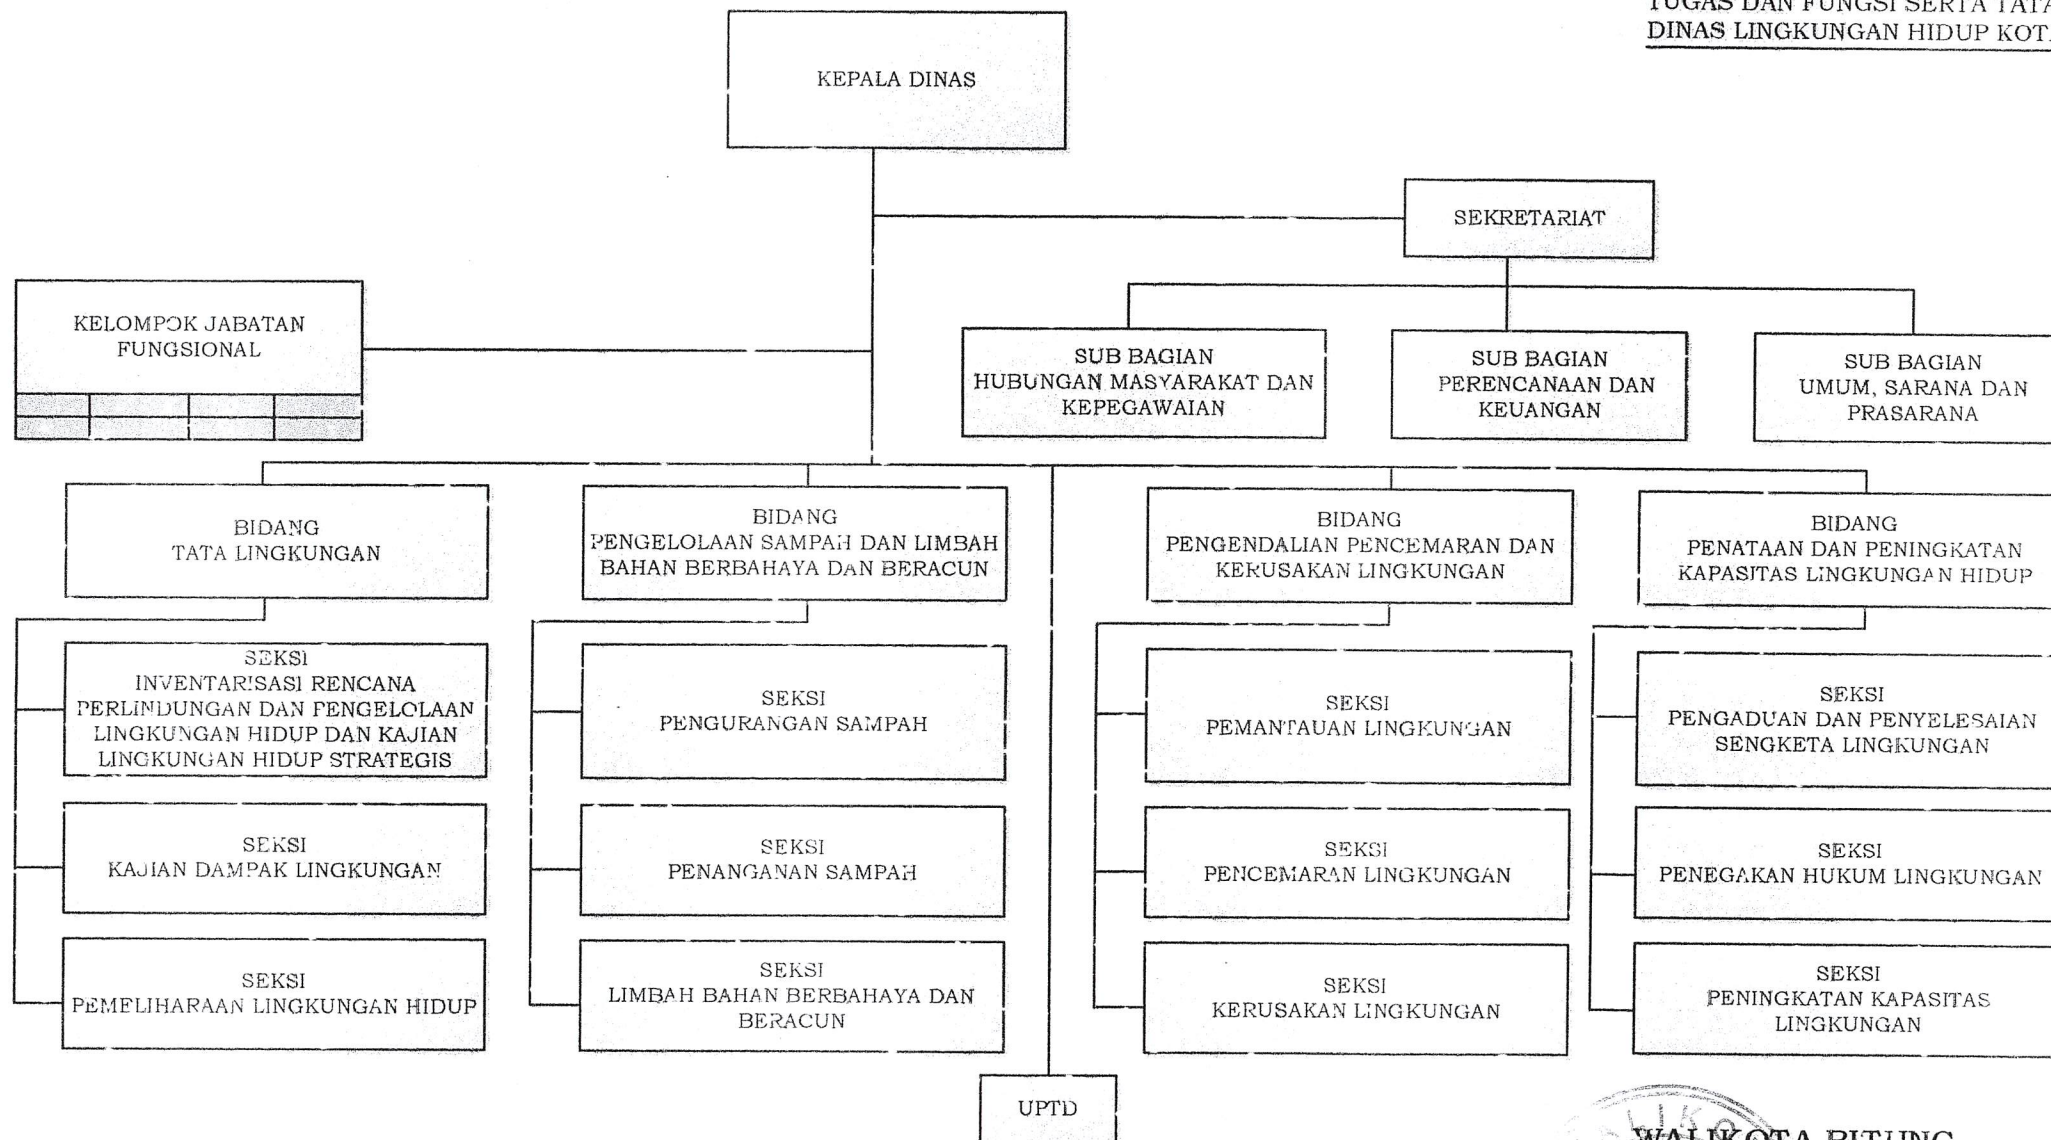 TUGAS DAN FUNGSI SERTA TATA
DINAS LINGKUNGAN HIDUP KOTA
KEPALA DINAS
SEKRETARIAT
KELOMPOK JABATAN
FUNGSIONAL
SUB BAGIAN
HUBUNGAN MASYARAKAT DAN
KEPEGAWAIAN
SUB BAGIAN
PERENCANAAN DAN
KEUANGAN
SUB BAGIAN
UMUM, SARANA DAN
PRASARANA
BIDANG
TATA LINGKUNGAN
BIDANG
PENGELOLAAN SAMPAH DAN LIMBAH
BAHAN BERBAHAYA DAN BERACUN
BIDANG
PENGENDALIAN PENCEMARAN DAN
KERUSAKAN LINGKUNGAN
BIDANG
PENATAAN DAN PENINGKATAN
KAPASITAS LINGKUNGAN HIDUP
SEKSI
INVENTARISASI RENCANA
PERLINDUNGAN DAN PENGELOLAAN
LINGKUNGAN HIDUP DAN KAJIAN
LINGKUNGAN HIDUP STRATEGIS
SEKSI
PENGURANGAN SAMPAH
SEKSI
PEMANTAUAN LINGKUNGAN
SEKSI
PENGADUAN DAN PENYELESAIAN
SENGKETA LINGKUNGAN
SEKSI
KAJIAN DAMPAK LINGKUNGAN
SEKSI
PENANGANAN SAMPAH
SEKSI
PENCEMARAN LINGKUNGAN
SEKSI
PENEGAKAN HUKUM LINGKUNGAN
SEKSI
PEMELIHARAAN LINGKUNGAN HIDUP
SEKSI
LIMBAH BAHAN BERBAHAYA DAN
BERACUN
SEKSI
KERUSAKAN LINGKUNGAN
SEKSI
PENINGKATAN KAPASITAS
LINGKUNGAN
UPTD
WALIKOTA BITUNG